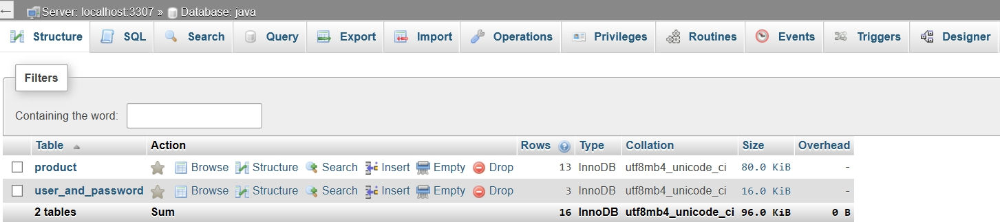 ← Server: localhost:3307 » Database: java
Structure SQL Search Query Export Import Operations Privileges Routines Events Triggers Designer
Filters
Containing the word:
Table Action Rows ? Type Collation Size Overhead
product Browse Structure Search Insert Empty Drop 13 InnoDB utf8mb4_unicode_ci 80.0 KiB -
user_and_password Browse Structure Search Insert Empty Drop 3 InnoDB utf8mb4_unicode_ci 16.0 KiB -
2 tables Sum 16 InnoDB utf8mb4_unicode_ci 96.0 KiB 0 B